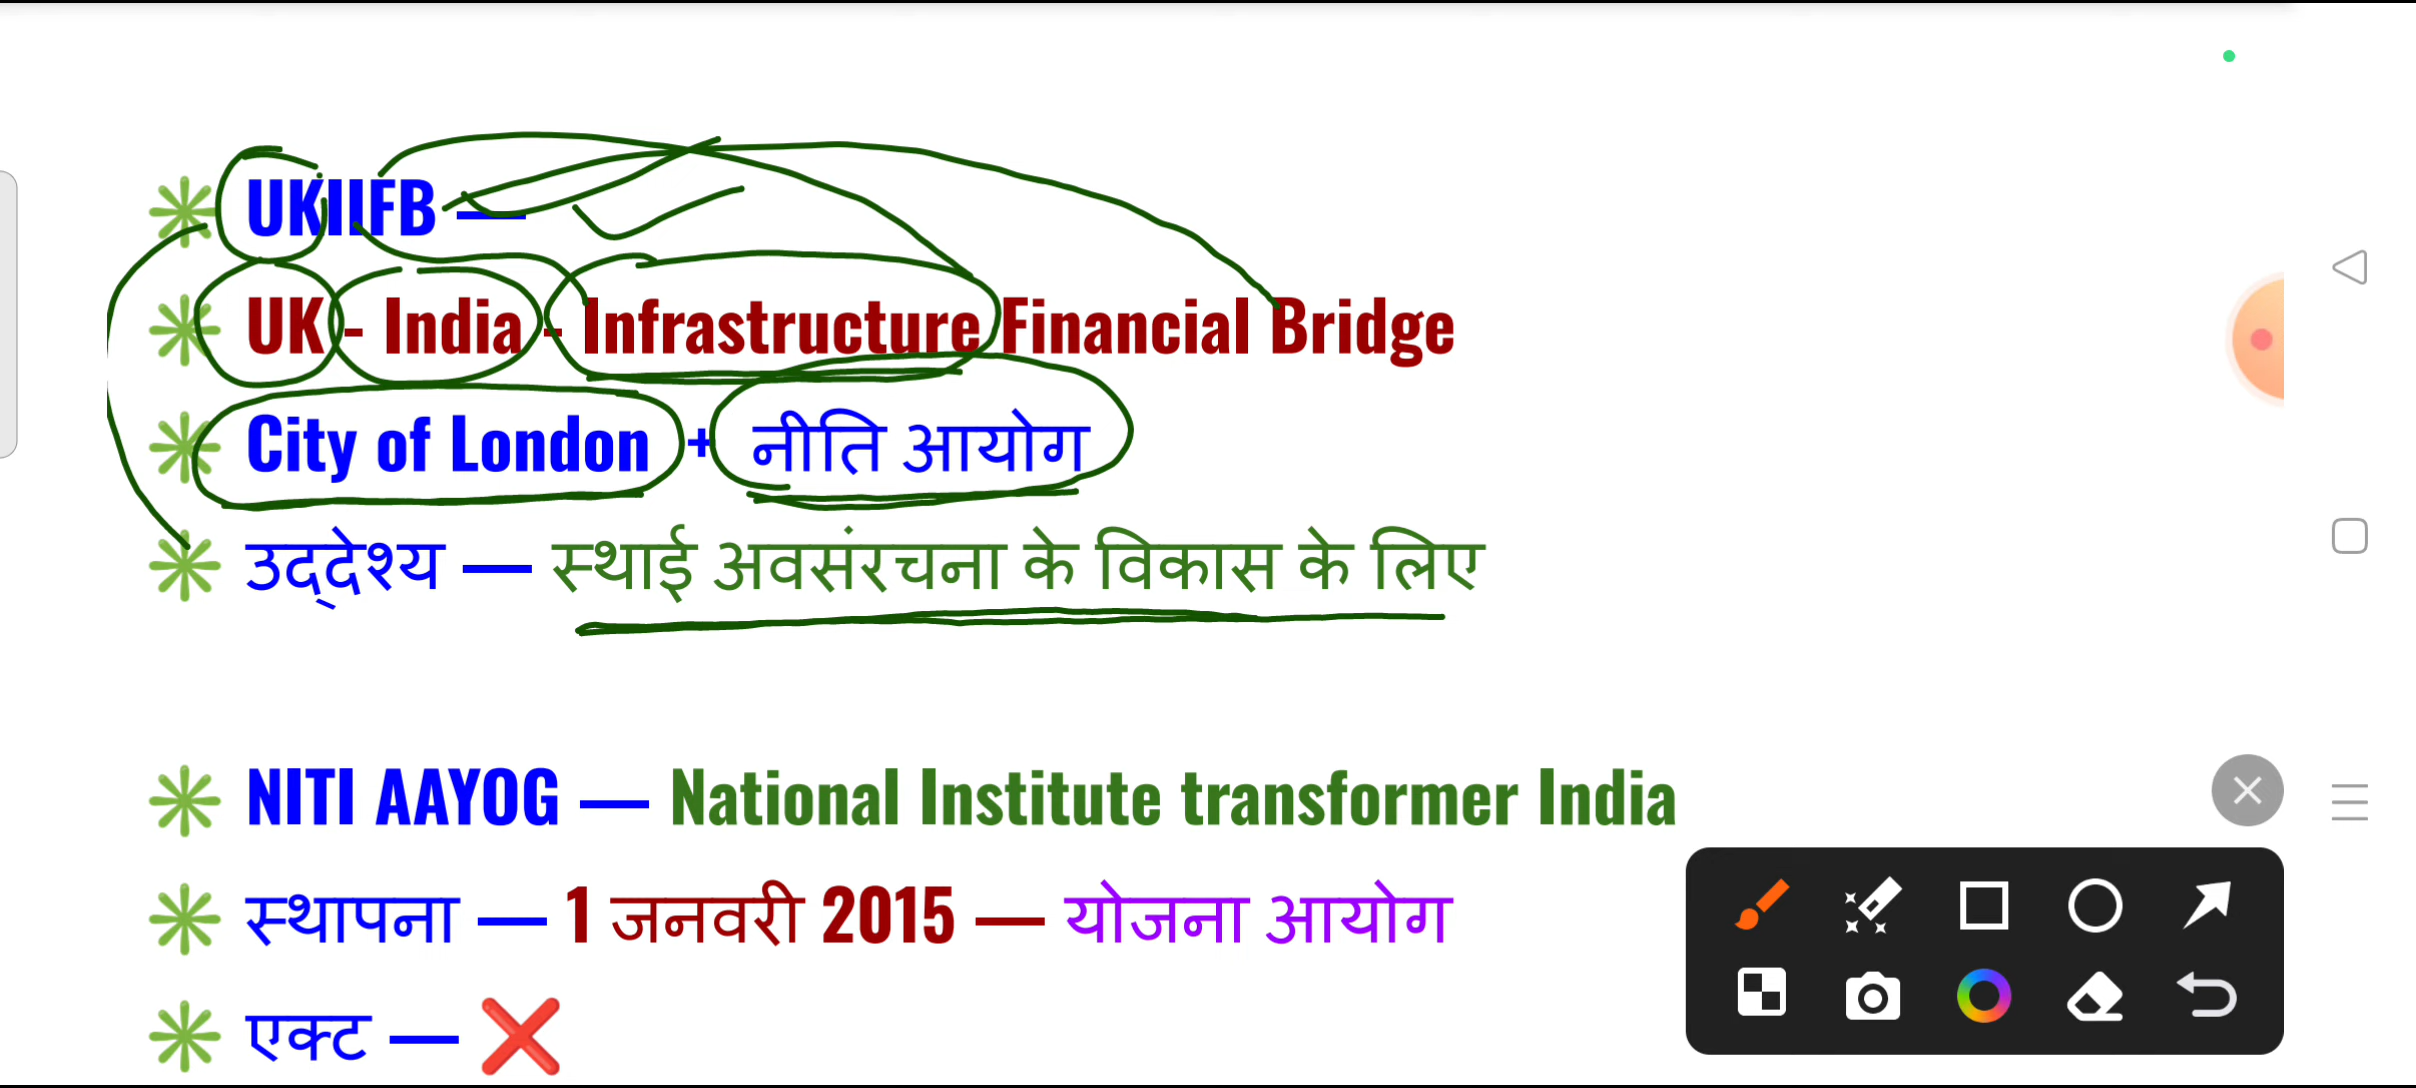 UKIIFB —
UK - India - Infrastructure Financial Bridge
City of London + नीति आयोग
उद्देश्य — स्थाई अवसंरचना के विकास के लिए
NITI AAYOG — National Institute transformer India
स्थापना — 1 जनवरी 2015 — योजना आयोग
एक्ट — ❌